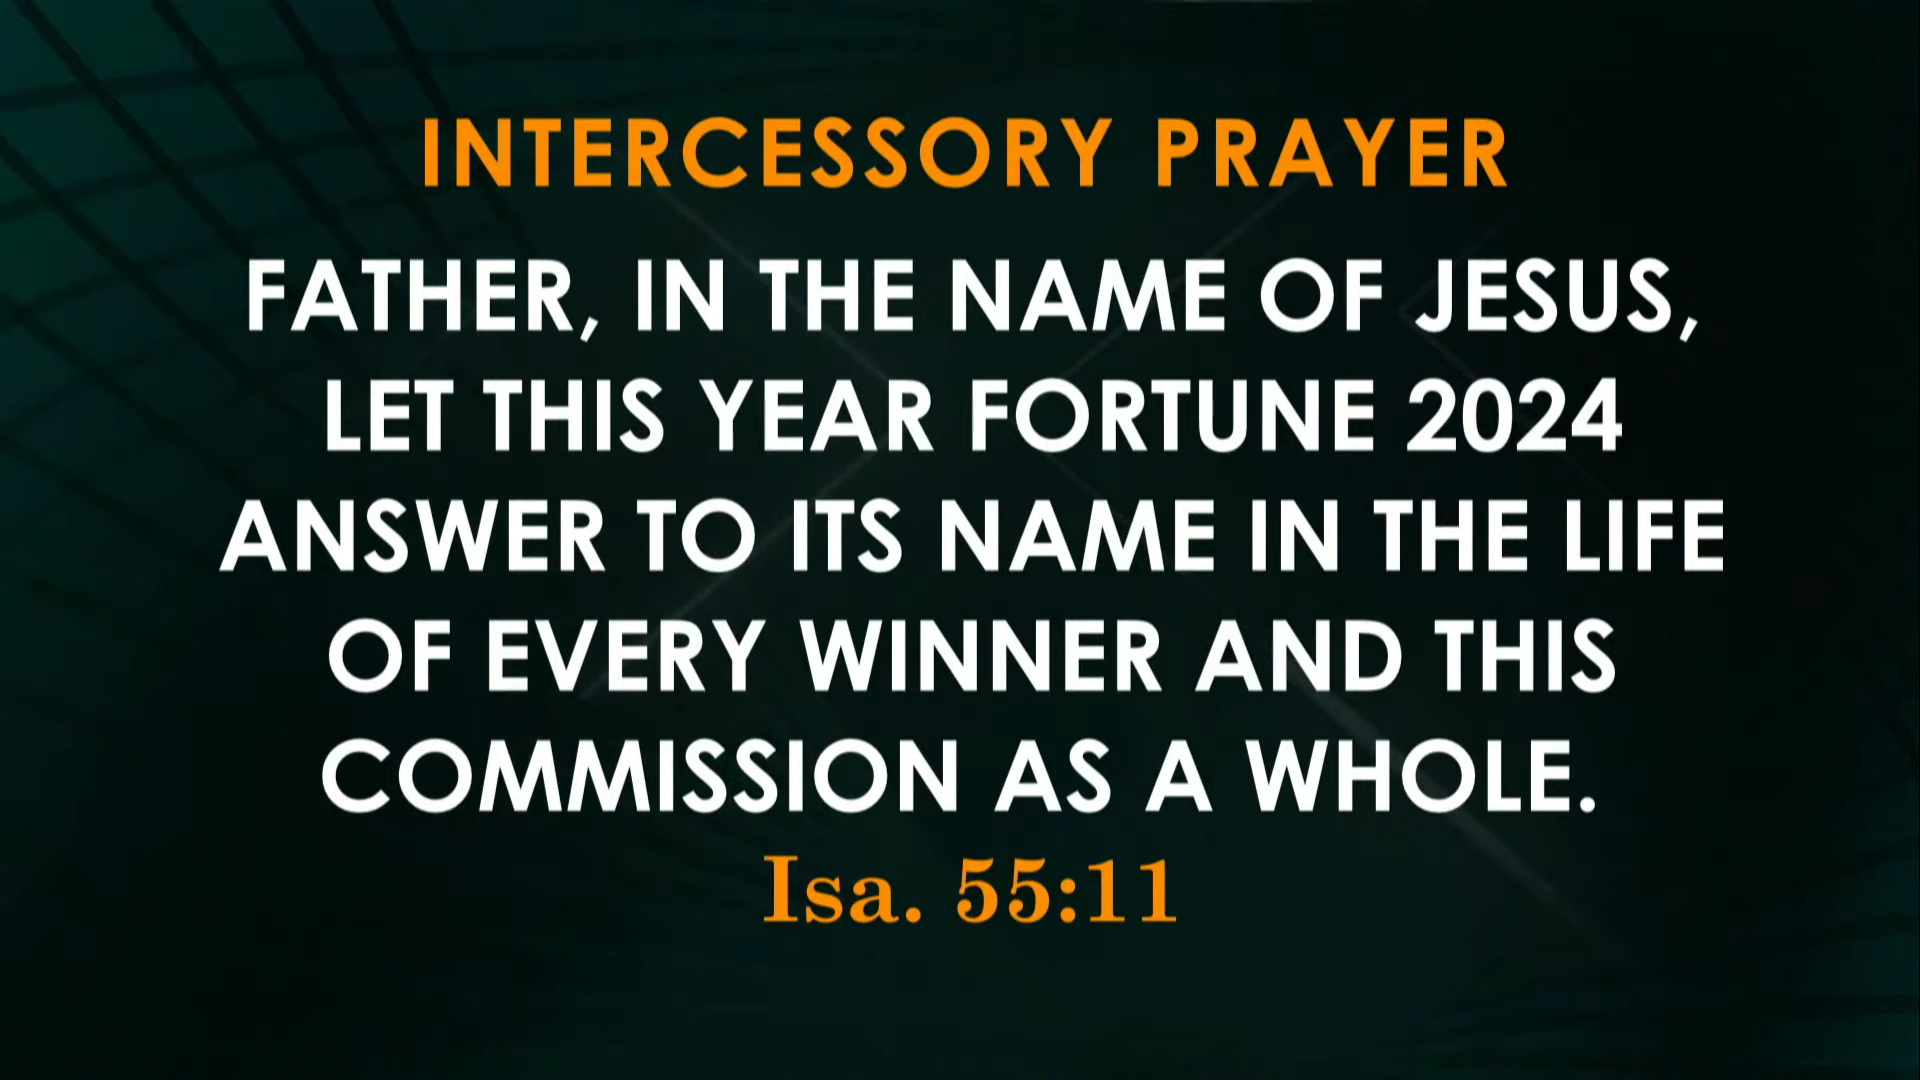 INTERCESSORY PRAYER
FATHER, IN THE NAME OF JESUS,
LET THIS YEAR FORTUNE 2024
ANSWER TO ITS NAME IN THE LIFE
OF EVERY WINNER AND THIS
COMMISSION AS A WHOLE.
Isa. 55:11